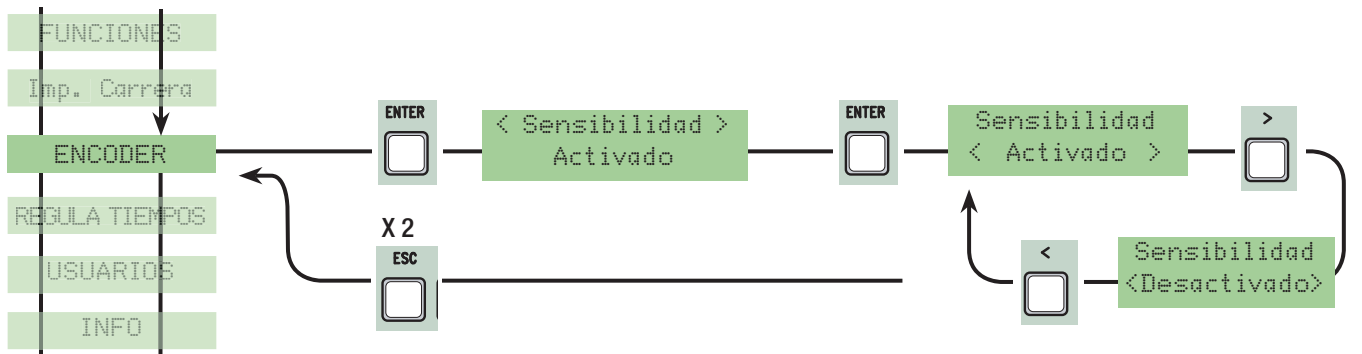 FUNCIONES
Imp. Carrera
ENCODER
REGULA TIEMPOS
USUARIOS
INFO
ENTER
< Sensibilidad >
Activado
ENTER
Sensibilidad
< Activado >
>
X 2
ESC
<
Sensibilidad
<Desactivado>